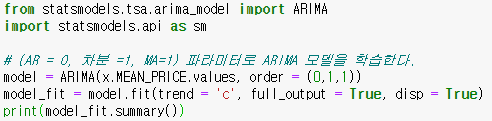 from statsmodels.tsa.arima_model import ARIMA
import statsmodels.api as sm
# (AR = 0, 차분 =1, MA=1) 파라미터로 ARIMA 모델을 학습한다.
model = ARIMA(x.MEAN_PRICE.values, order = (0,1,1))
model_fit = model.fit(trend = 'c', full_output = True, disp = True)
print(model_fit.summary())